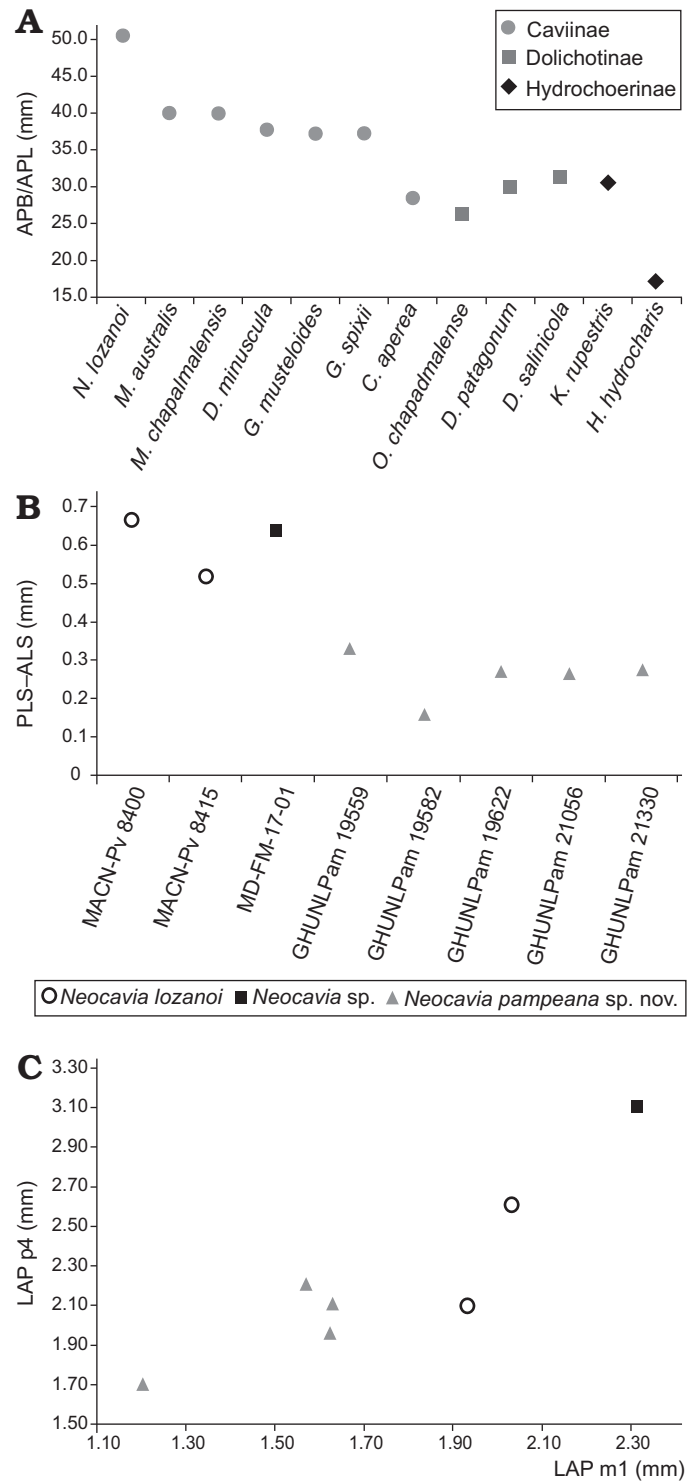 A
Caviinae
Dolichotinae
Hydrochoerinae
APB/APL (mm)
50.0
45.0
40.0
35.0
30.0
25.0
20.0
15.0
N. lozanoi
M. australis
M. chapalmalensis
D. minuscula
G. musteloides
G. spixii
C. aperea
O. chapadmalense
D. patagonum
D. salinicola
K. rupestris
H. hydrocharis
B
PLS–ALS (mm)
0.7
0.6
0.5
0.4
0.3
0.2
0.1
0
MACN-Pv 8400
MACN-Pv 8415
MD-FM-17-01
GHUNLPam 19559
GHUNLPam 19582
GHUNLPam 19622
GHUNLPam 21056
GHUNLPam 21330
Neocavia lozanoi Neocavia sp. Neocavia pampeana sp. nov.
C
LAP p4 (mm)
3.30
3.10
2.90
2.70
2.50
2.30
2.10
1.90
1.70
1.50
1.10 1.30 1.50 1.70 1.90 2.10 2.30
LAP m1 (mm)